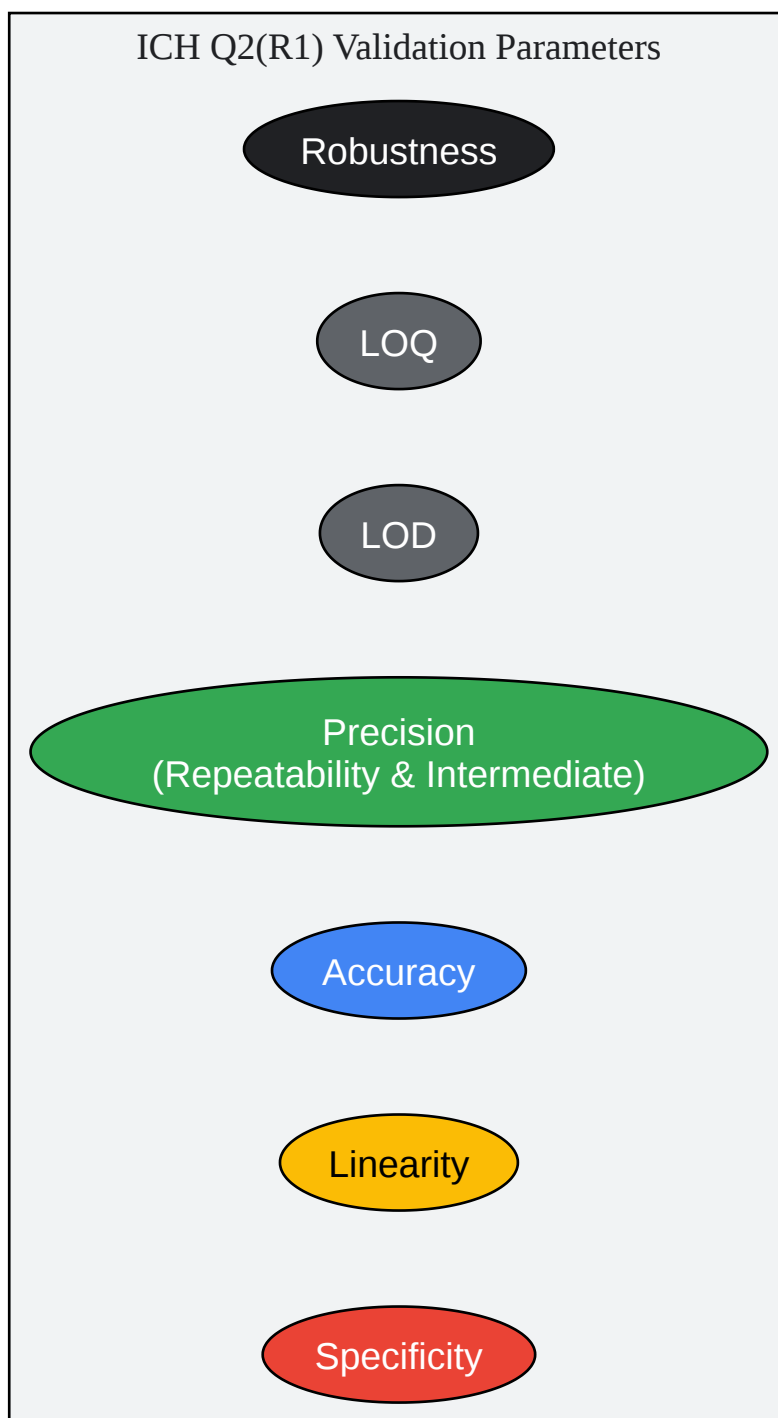 ICH Q2(R1) Validation Parameters
Robustness
LOQ
LOD
Precision
(Repeatability & Intermediate)
Accuracy
Linearity
Specificity